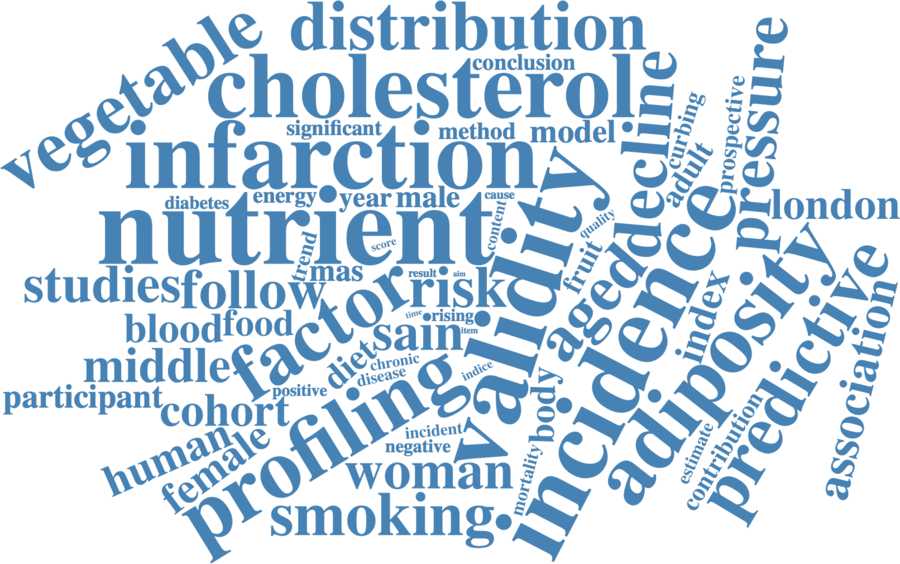 distribution
vegetable
conclusion
cholesterol
pressure
decline
significant
method
model
curbing
prospective
infarction
adult
diabetes
energy
year
male
cause
london
nutrient
content
quality
validity
trend
score
fruit
aged
incidence
studies
follow
mas
result
aim
risk
factor
time
rising
item
index
adiposity
predictive
association
blood
food
sain
middle
diet
chronic
disease
indice
participant
positive
body
cohort
profiling
incident
negative
estimate
contribution
human
female
woman
mortality
smoking